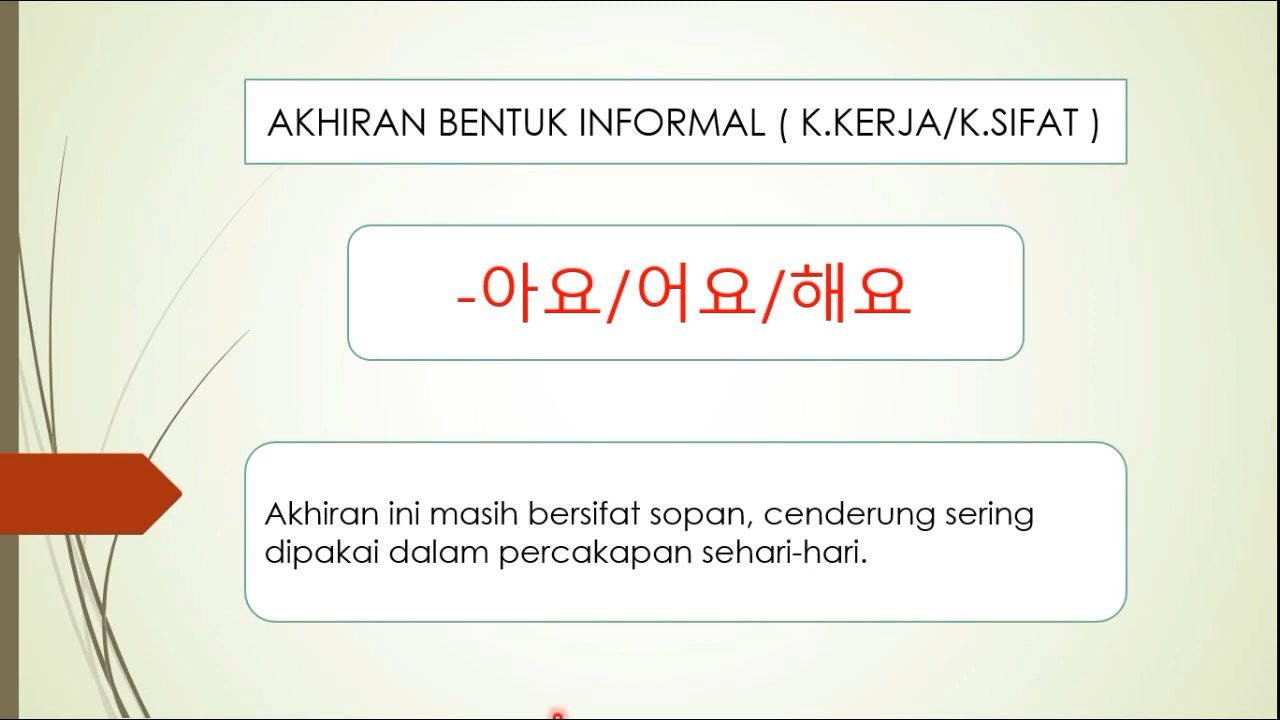 AKHIRAN BENTUK INFORMAL ( K.KERJA/K.SIFAT )
-아요/어요/해요
Akhiran ini masih bersifat sopan, cenderung sering
dipakai dalam percakapan sehari-hari.